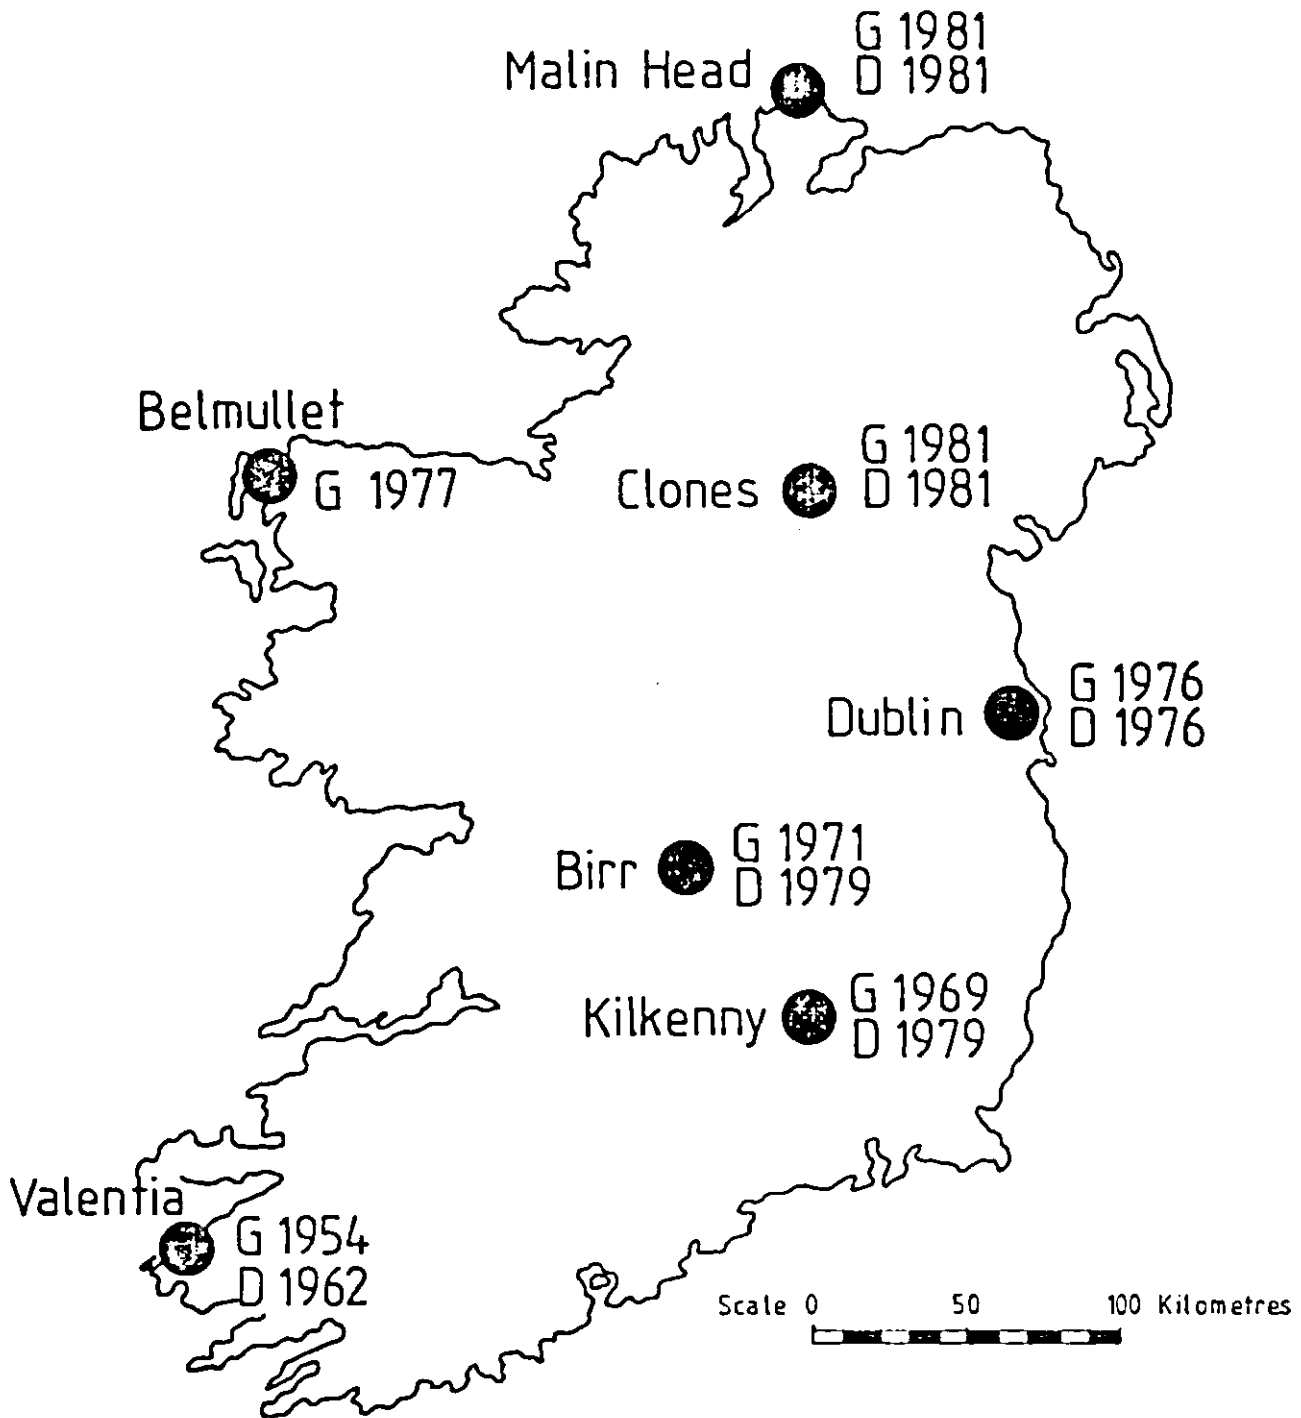 G 1981
Malin Head
D 1981
Belmullet
G 1977
G 1981
Clones
D 1981
G 1976
Dublin
D 1976
G 1971
Birr
D 1979
G 1969
Kilkenny
D 1979
Valentia
G 1954
D 1962
Scale 0 50 100 Kilometres